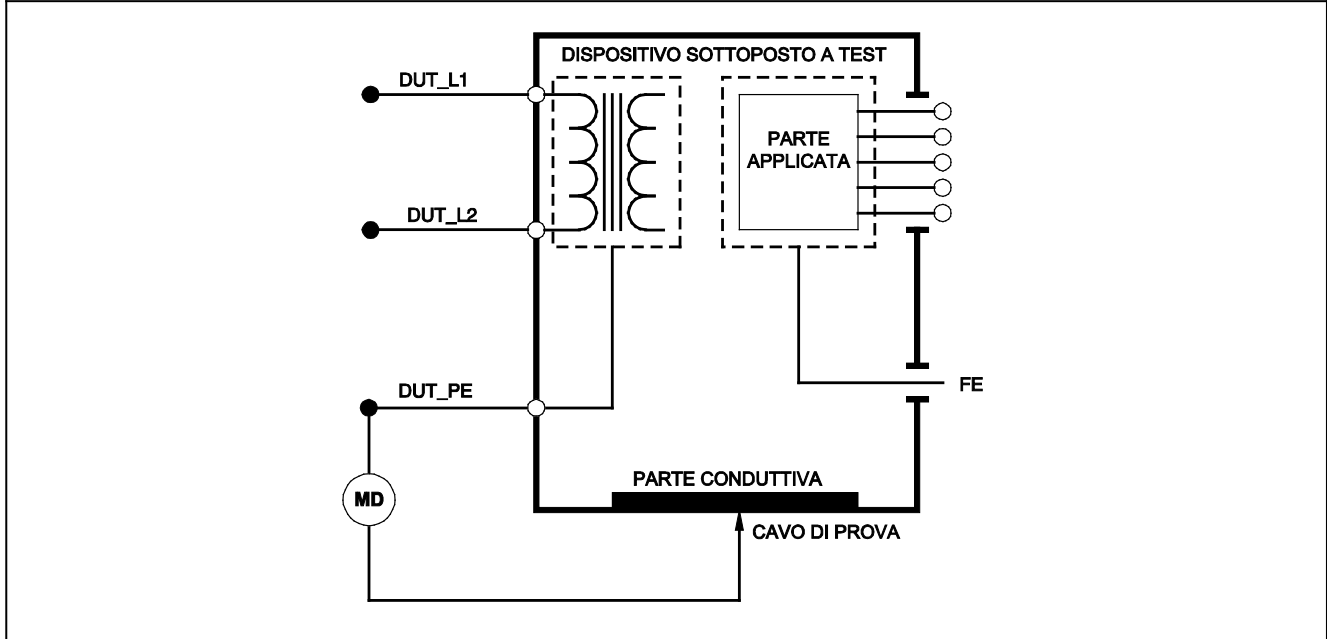 DISPOSITIVO SOTTOPOSTO A TEST
DUT_L1
PARTE
APPLICATA
DUT_L2
FE
DUT_PE
PARTE CONDUTTIVA
MD
CAVO DI PROVA